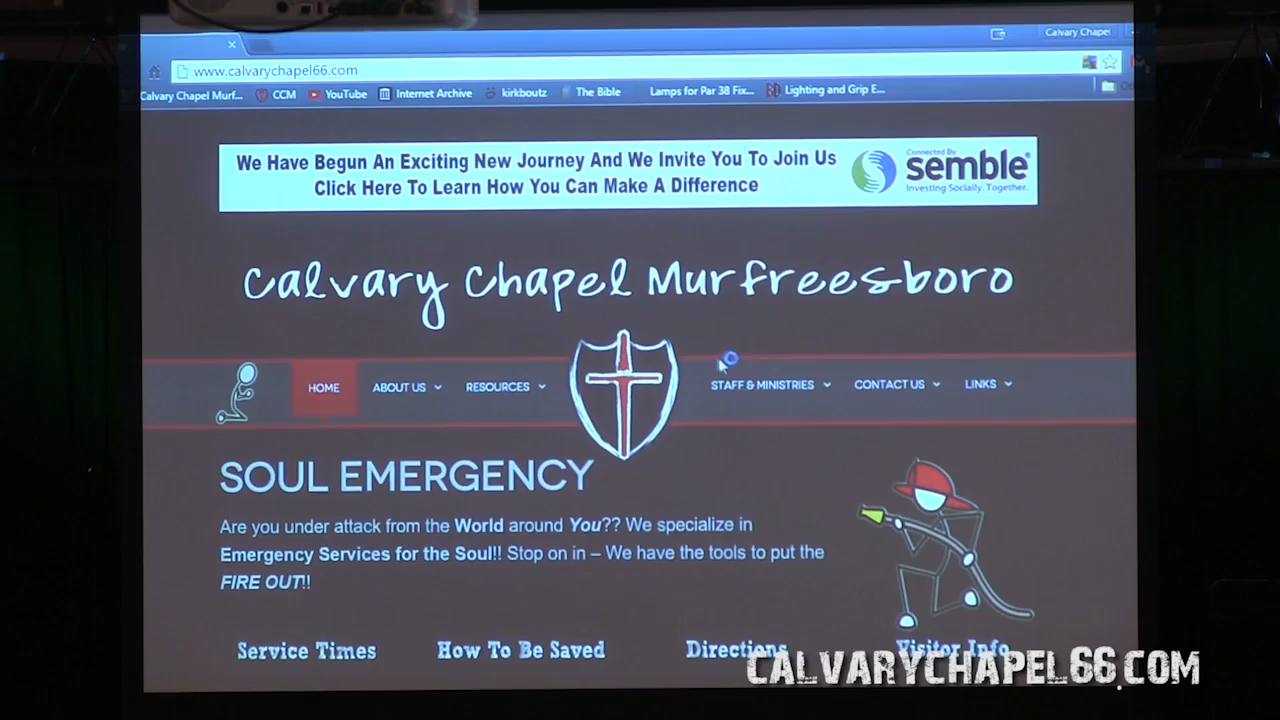 Calvary Chapel
www.calvarychapel66.com
Calvary Chapel Murf... CCM YouTube Internet Archive kirkboutz The Bible Lamps for Par 38 Fix... Lighting and Grip E...
We Have Begun An Exciting New Journey And We Invite You To Join Us
Click Here To Learn How You Can Make A Difference
Connected By
semble®
Investing Socially. Together.
Calvary Chapel Murfreesboro
HOME ABOUT US RESOURCES STAFF & MINISTRIES CONTACT US LINKS
SOUL EMERGENCY
Are you under attack from the World around You?? We specialize in
Emergency Services for the Soul!! Stop on in – We have the tools to put the
FIRE OUT!!
Service Times How To Be Saved Directions Visitor Info
CALVARYCHAPEL66.COM